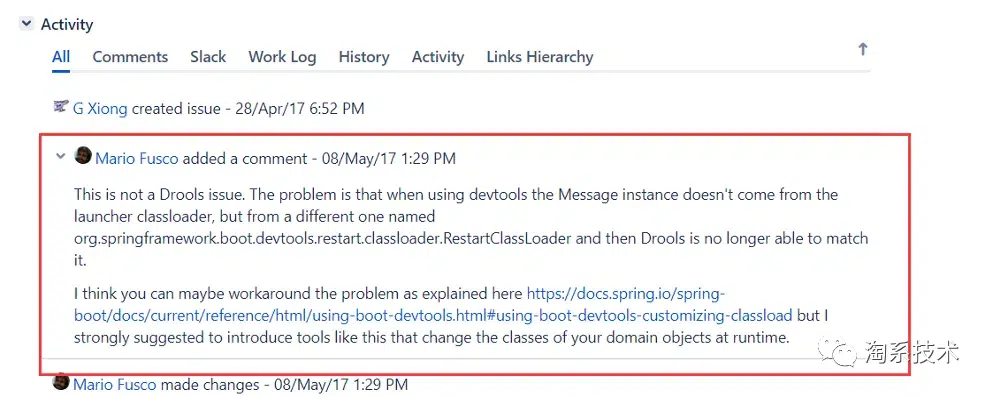 Activity
All Comments Slack Work Log History Activity Links Hierarchy
G Xiong created issue - 28/Apr/17 6:52 PM
Mario Fusco added a comment - 08/May/17 1:29 PM
This is not a Drools issue. The problem is that when using devtools the Message instance doesn't come from the
launcher classloader, but from a different one named
org.springframework.boot.devtools.restart.classloader.RestartClassLoader and then Drools is no longer able to match
it.
I think you can maybe workaround the problem as explained here https://docs.spring.io/spring-
boot/docs/current/reference/html/using-boot-devtools.html#using-boot-devtools-customizing-classload but I
strongly suggested to introduce tools like this that change the classes of your domain objects at runtime.
淘系技术
Mario Fusco made changes - 08/May/17 1:29 PM